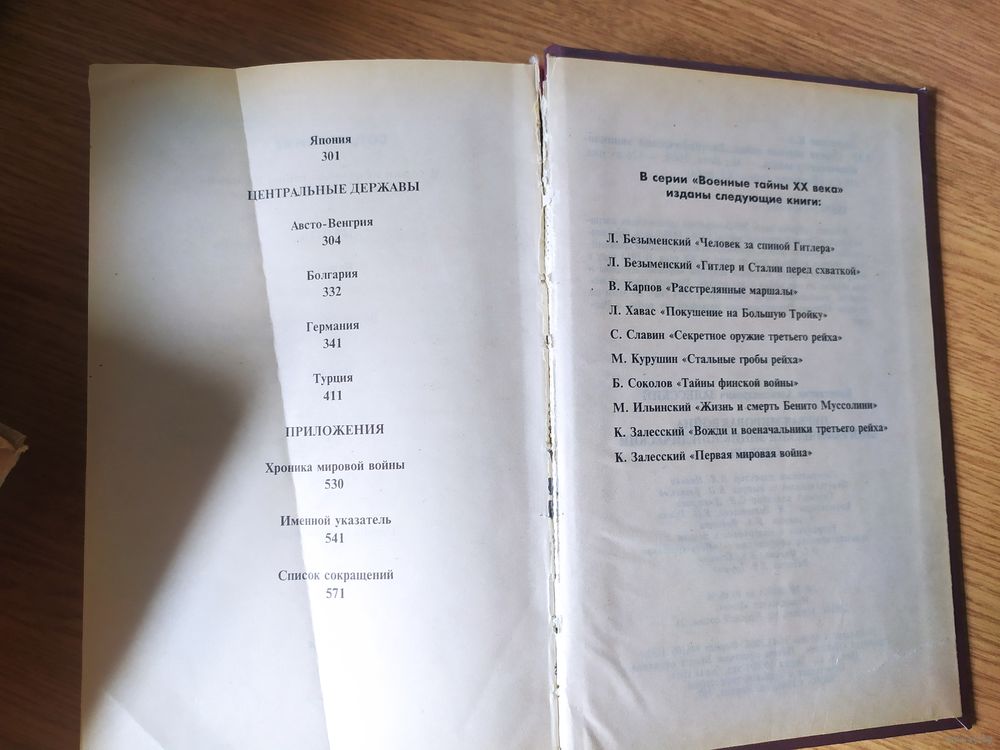 Япония
301
ЦЕНТРАЛЬНЫЕ ДЕРЖАВЫ
Австо-Венгрия
304
Болгария
332
Германия
341
Турция
411
ПРИЛОЖЕНИЯ
Хроника мировой войны
530
Именной указатель
541
Список сокращений
571
В серии «Военные тайны XX века»
изданы следующие книги:
Л. Безыменский «Человек за спиной Гитлера»
Л. Безыменский «Гитлер и Сталин перед схваткой»
В. Карпов «Расстрелянные маршалы»
Л. Хавас «Покушение на Большую Тройку»
С. Славин «Секретное оружие третьего рейха»
М. Курушин «Стальные гробы рейха»
Б. Соколов «Тайны финской войны»
М. Ильинский «Жизнь и смерть Бенито Муссолини»
К. Залесский «Вожди и военачальники третьего рейха»
К. Залесский «Первая мировая война»